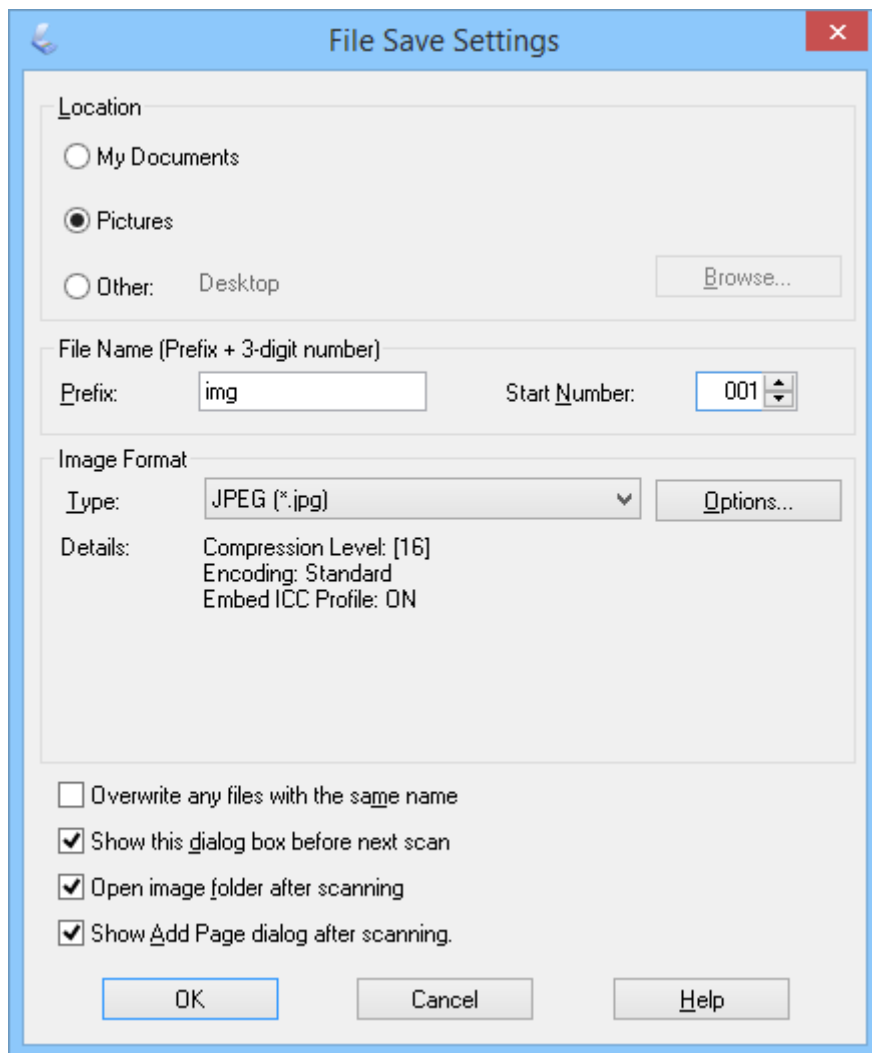 File Save Settings
Location
My Documents
Pictures
Other: Desktop Browse...
File Name (Prefix + 3-digit number)
Prefix: img Start Number: 001
Image Format
Type: JPEG (*.jpg) Options...
Details: Compression Level: [16]
Encoding: Standard
Embed ICC Profile: ON
Overwrite any files with the same name
Show this dialog box before next scan
Open image folder after scanning
Show Add Page dialog after scanning.
OK Cancel Help